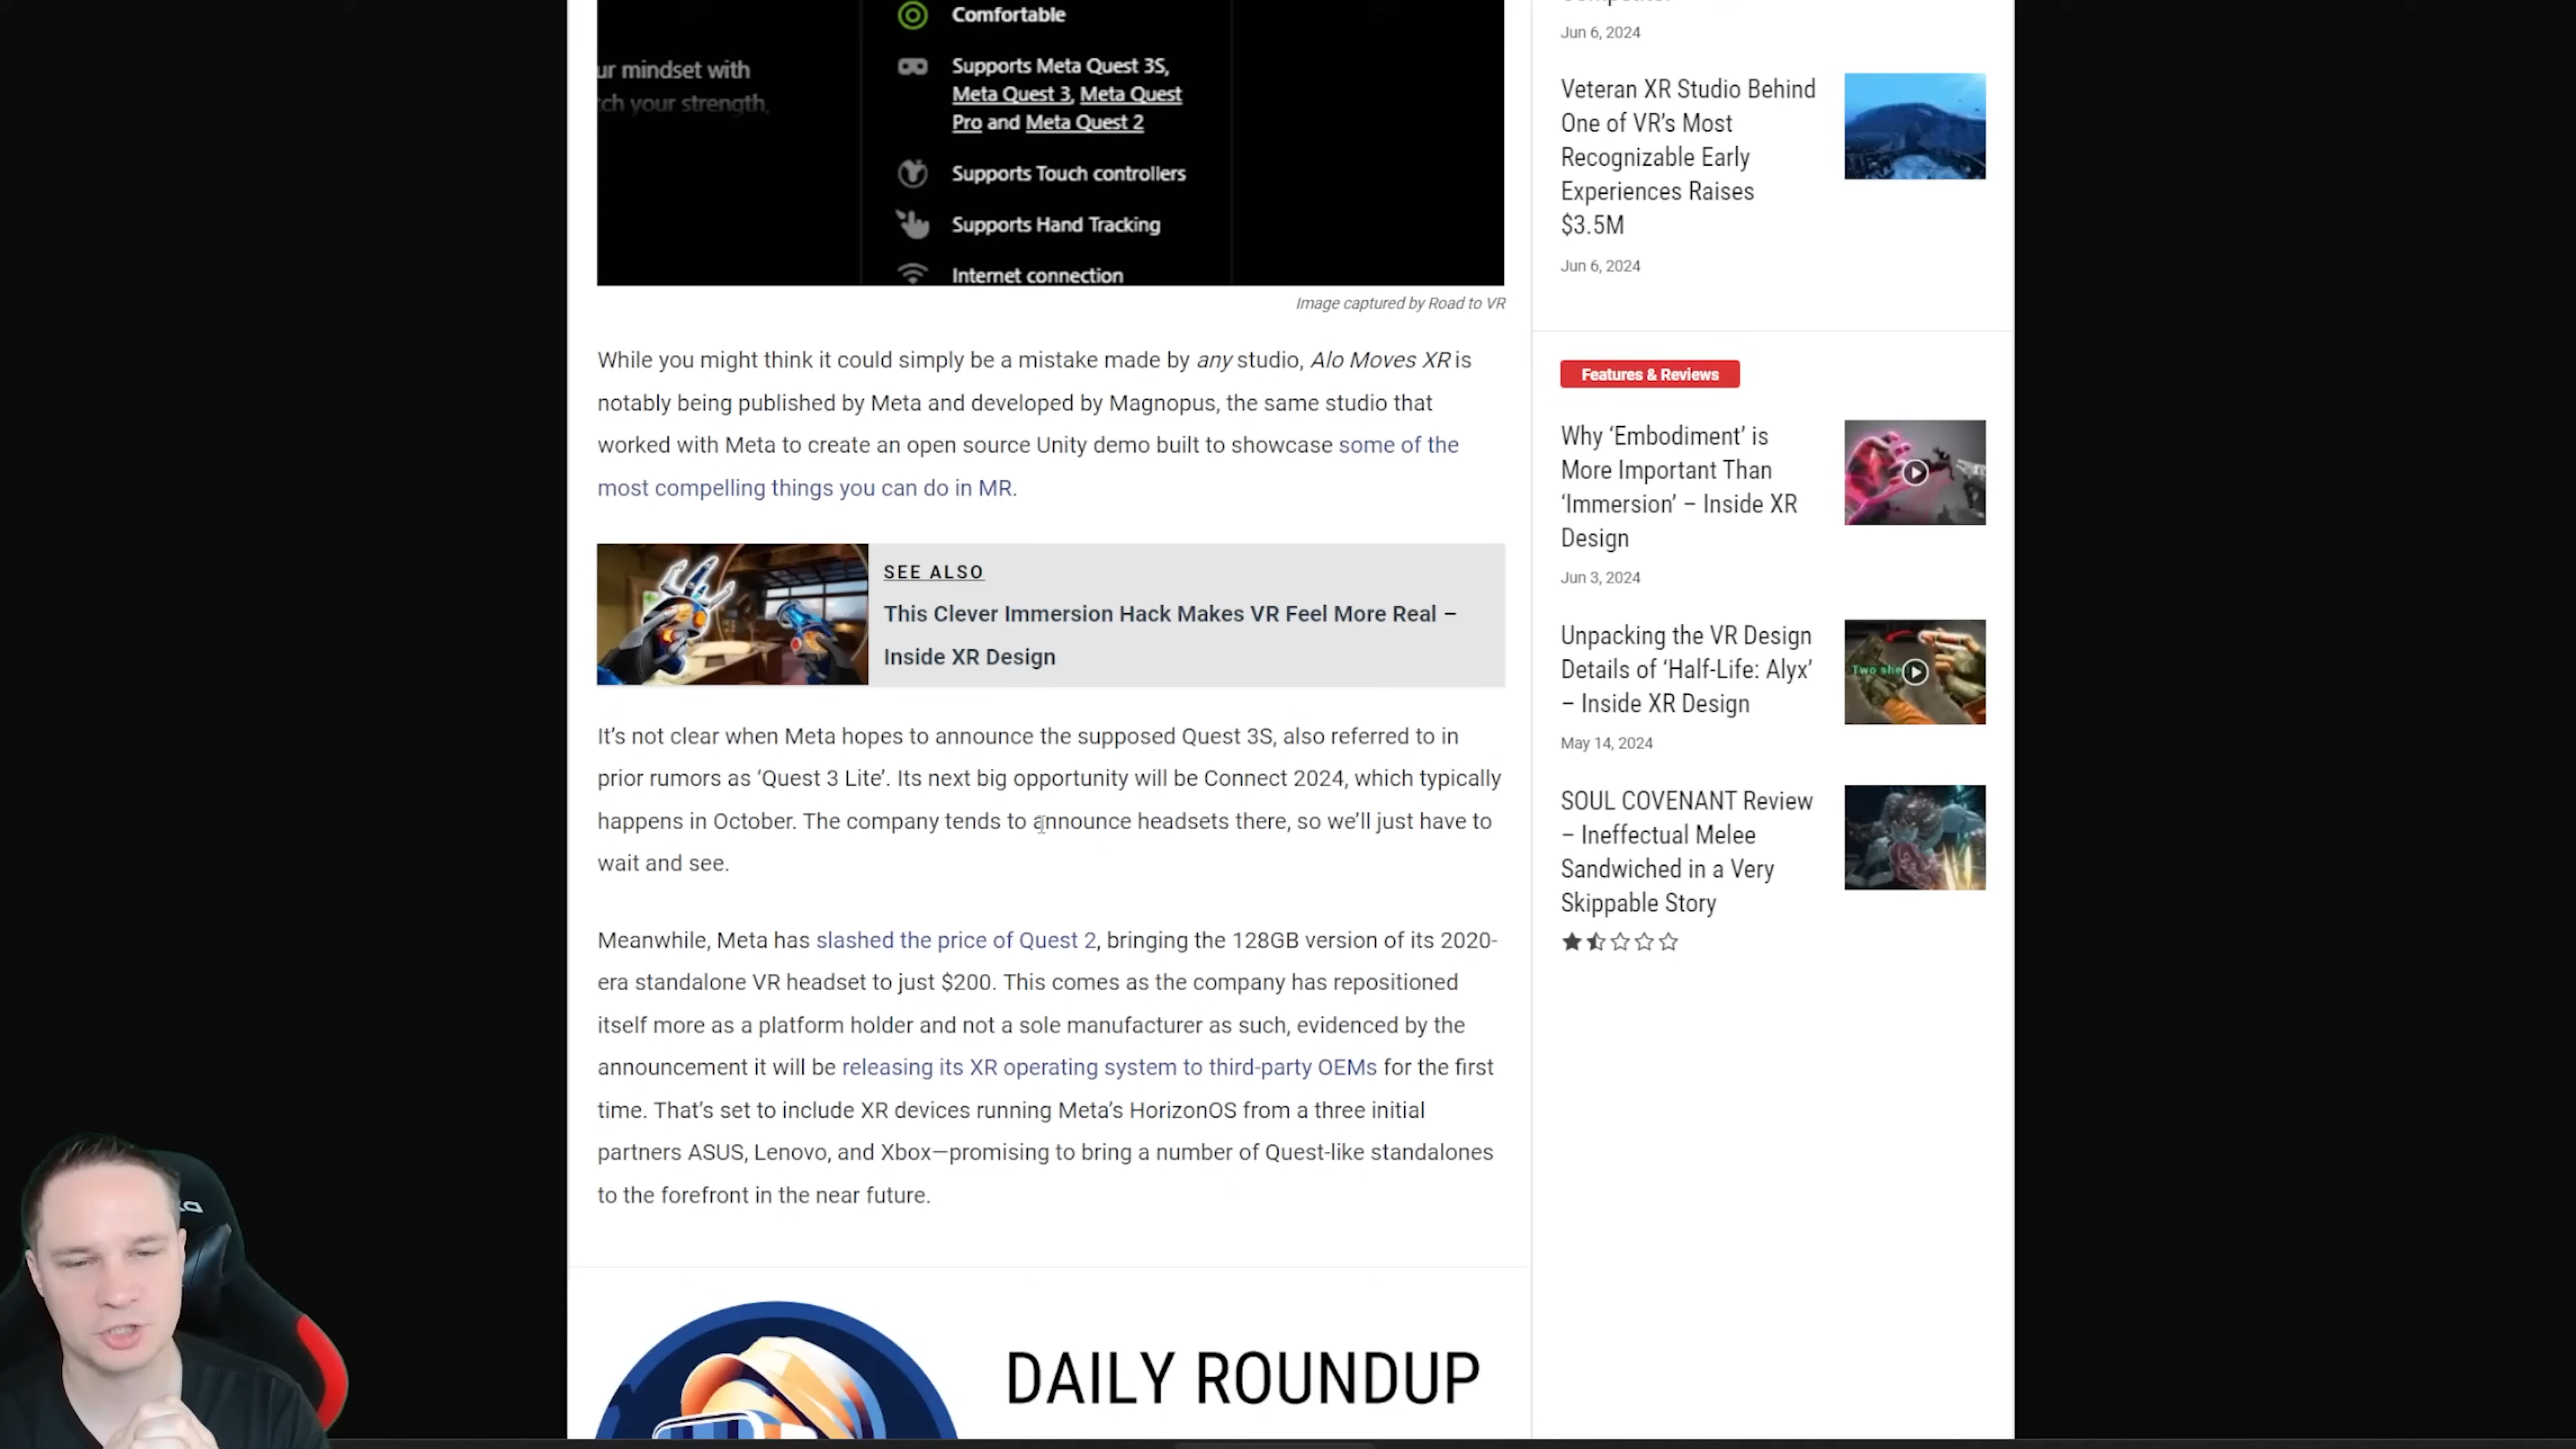 Comfortable
Supports Meta Quest 3S,
Meta Quest 3, Meta Quest
Pro and Meta Quest 2
Supports Touch controllers
Supports Hand Tracking
Internet connection
ur mindset with
ch your strength,
Image captured by Road to VR
While you might think it could simply be a mistake made by any studio, Alo Moves XR is
notably being published by Meta and developed by Magnopus, the same studio that
worked with Meta to create an open source Unity demo built to showcase some of the
most compelling things you can do in MR.
SEE ALSO
This Clever Immersion Hack Makes VR Feel More Real –
Inside XR Design
It's not clear when Meta hopes to announce the supposed Quest 3S, also referred to in
prior rumors as 'Quest 3 Lite'. Its next big opportunity will be Connect 2024, which typically
happens in October. The company tends to announce headsets there, so we'll just have to
wait and see.
Meanwhile, Meta has slashed the price of Quest 2, bringing the 128GB version of its 2020-
era standalone VR headset to just $200. This comes as the company has repositioned
itself more as a platform holder and not a sole manufacturer as such, evidenced by the
announcement it will be releasing its XR operating system to third-party OEMs for the first
time. That's set to include XR devices running Meta's HorizonOS from a three initial
partners ASUS, Lenovo, and Xbox—promising to bring a number of Quest-like standalones
to the forefront in the near future.
DAILY ROUNDUP
Jun 6, 2024
Veteran XR Studio Behind
One of VR's Most
Recognizable Early
Experiences Raises
$3.5M
Jun 6, 2024
Features & Reviews
Why 'Embodiment' is
More Important Than
'Immersion' – Inside XR
Design
Jun 3, 2024
Unpacking the VR Design
Details of 'Half-Life: Alyx'
– Inside XR Design
Two she
May 14, 2024
SOUL COVENANT Review
– Ineffectual Melee
Sandwiched in a Very
Skippable Story